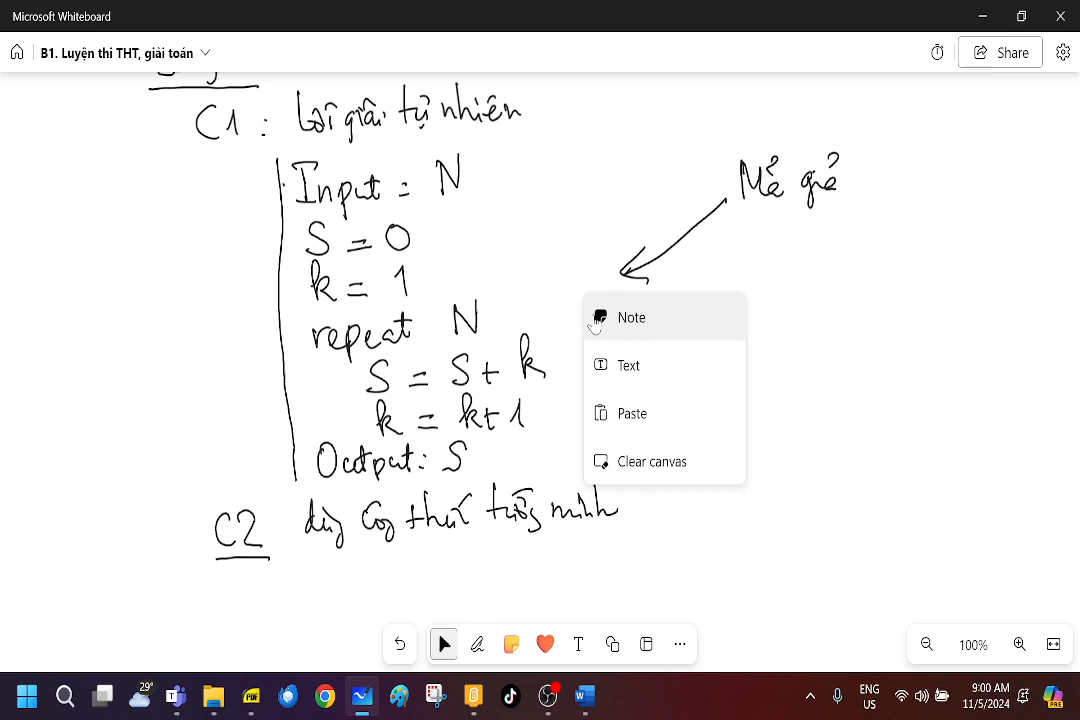 Microsoft Whiteboard
B1. Luyện thi THT, giải toán
Share
C1 : Lời giải tự nhiên
Input = N
Mã giả
S = 0
k = 1
repeat N
S = S + k
k = k+1
Output: S
C2 dùng Công thức tường minh
Note
Text
Paste
Clear canvas
100%
29°
ENG
US
9:00 AM
11/5/2024